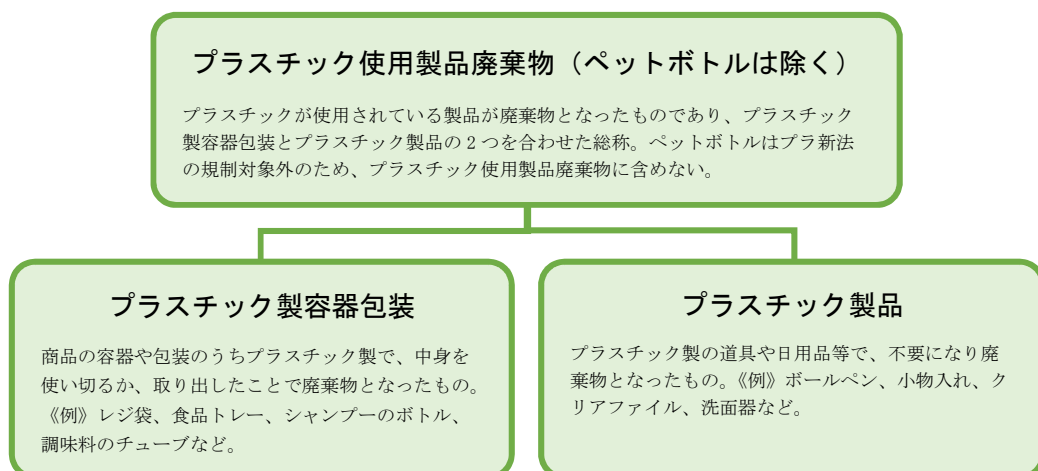 プラスチック使用製品廃棄物（ペットボトルは除く）
プラスチックが使用されている製品が廃棄物となったものであり、プラスチック
製容器包装とプラスチック製品の２つを合わせた総称。ペットボトルはプラ新法
の規制対象外のため、プラスチック使用製品廃棄物に含めない。
プラスチック製容器包装
商品の容器や包装のうちプラスチック製で、中身を
使い切るか、取り出したことで廃棄物となったもの。
《例》レジ袋、食品トレー、シャンプーのボトル、
調味料のチューブなど。
プラスチック製品
プラスチック製の道具や日用品等で、不要になり廃
棄物となったもの。《例》ボールペン、小物入れ、ク
リアファイル、洗面器など。